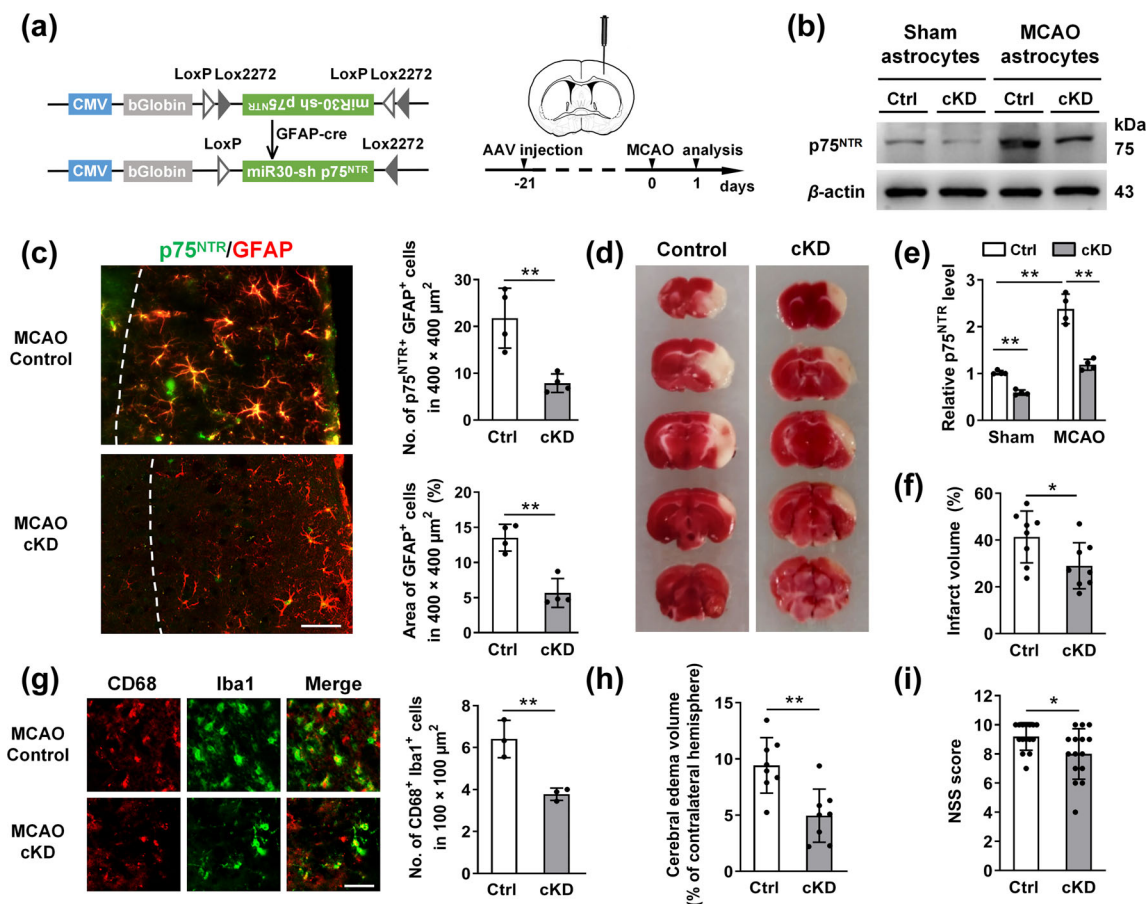 (a)
LoxP Lox2272 LoxP Lox2272
CMV bGlobin miR30-sh p75NTR
GFAP-cre
LoxP Lox2272
CMV bGlobin miR30-sh p75NTR
AAV injection MCAO analysis
-21 0 1 days
(b)
Sham astrocytes MCAO astrocytes
Ctrl cKD Ctrl cKD
kDa
p75NTR 75
β-actin 43
(c)
p75NTR/GFAP
MCAO
Control
MCAO
cKD
No. of p75NTR+ GFAP+ cells
in 400 × 400 µm²
30
20
10
0
**
Ctrl cKD
Area of GFAP+ cells (%)
in 400 × 400 µm²
15
10
5
0
**
Ctrl cKD
(d)
Control cKD
(e)
Ctrl cKD
Relative p75NTR level
3
2
1
0
** ** **
Sham MCAO
(f)
Infarct volume (%)
60
40
20
0
*
Ctrl cKD
(g)
CD68 Iba1 Merge
MCAO
Control
MCAO
cKD
No. of CD68+ Iba1+ cells
in 100 × 100 µm²
8
6
4
2
0
**
Ctrl cKD
(h)
Cerebral edema volume
(% of contralateral hemisphere)
15
10
5
0
**
Ctrl cKD
(i)
NSS score
12
10
8
6
4
2
0
*
Ctrl cKD